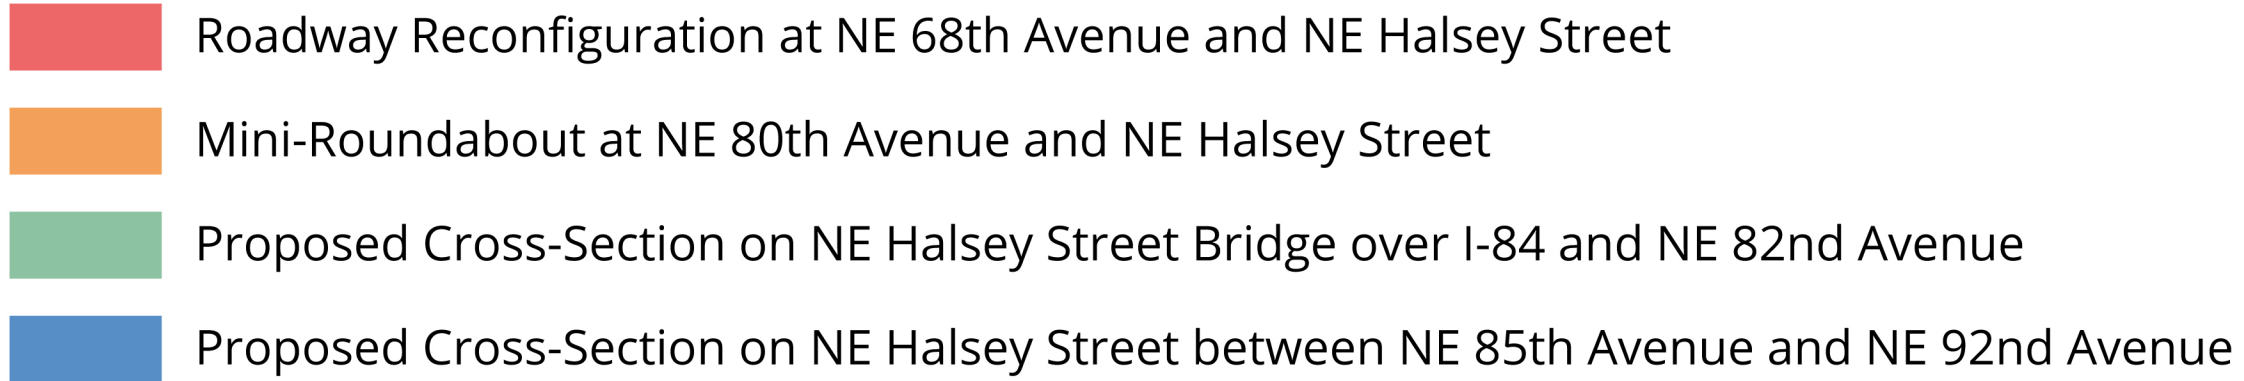 Roadway Reconfiguration at NE 68th Avenue and NE Halsey Street
Mini-Roundabout at NE 80th Avenue and NE Halsey Street
Proposed Cross-Section on NE Halsey Street Bridge over I-84 and NE 82nd Avenue
Proposed Cross-Section on NE Halsey Street between NE 85th Avenue and NE 92nd Avenue